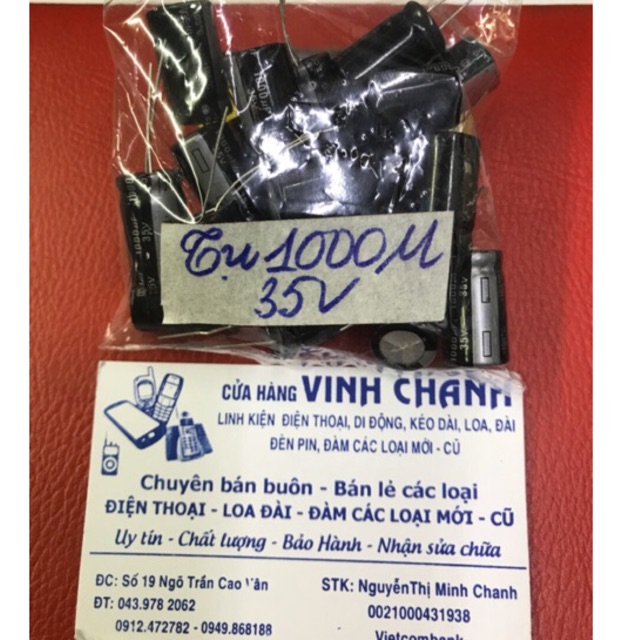 1000µF
35V
Tụ 1000M
35V
CỬA HÀNG VINH CHANH
LINH KIỆN ĐIỆN THOẠI, DI ĐỘNG, KÉO DÀI, LOA, ĐÀI
ĐÈN PIN, ĐÀM CÁC LOẠI MỚI - CŨ
Chuyên bán buôn - Bán lẻ các loại
ĐIỆN THOẠI - LOA ĐÀI - ĐÀM CÁC LOẠI MỚI - CŨ
Uy tín - Chất lượng - Bảo Hành - Nhận sửa chữa
ĐC: Số 19 Ngõ Trần Cao Vân
ĐT: 043.978 2062
0912.472782 - 0949.868188
STK: NguyễnThị Minh Chanh
0021000431938
Vietcombank